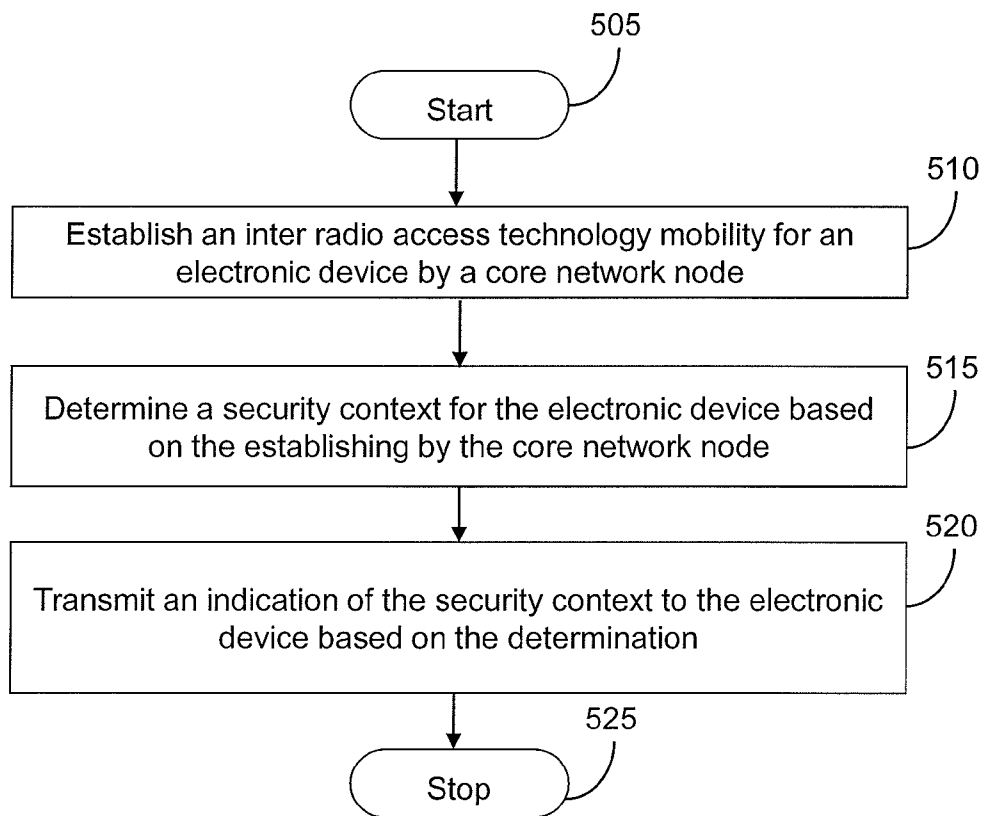 505
Start
510
Establish an inter radio access technology mobility for an
electronic device by a core network node
515
Determine a security context for the electronic device based
on the establishing by the core network node
520
Transmit an indication of the security context to the electronic
device based on the determination
525
Stop